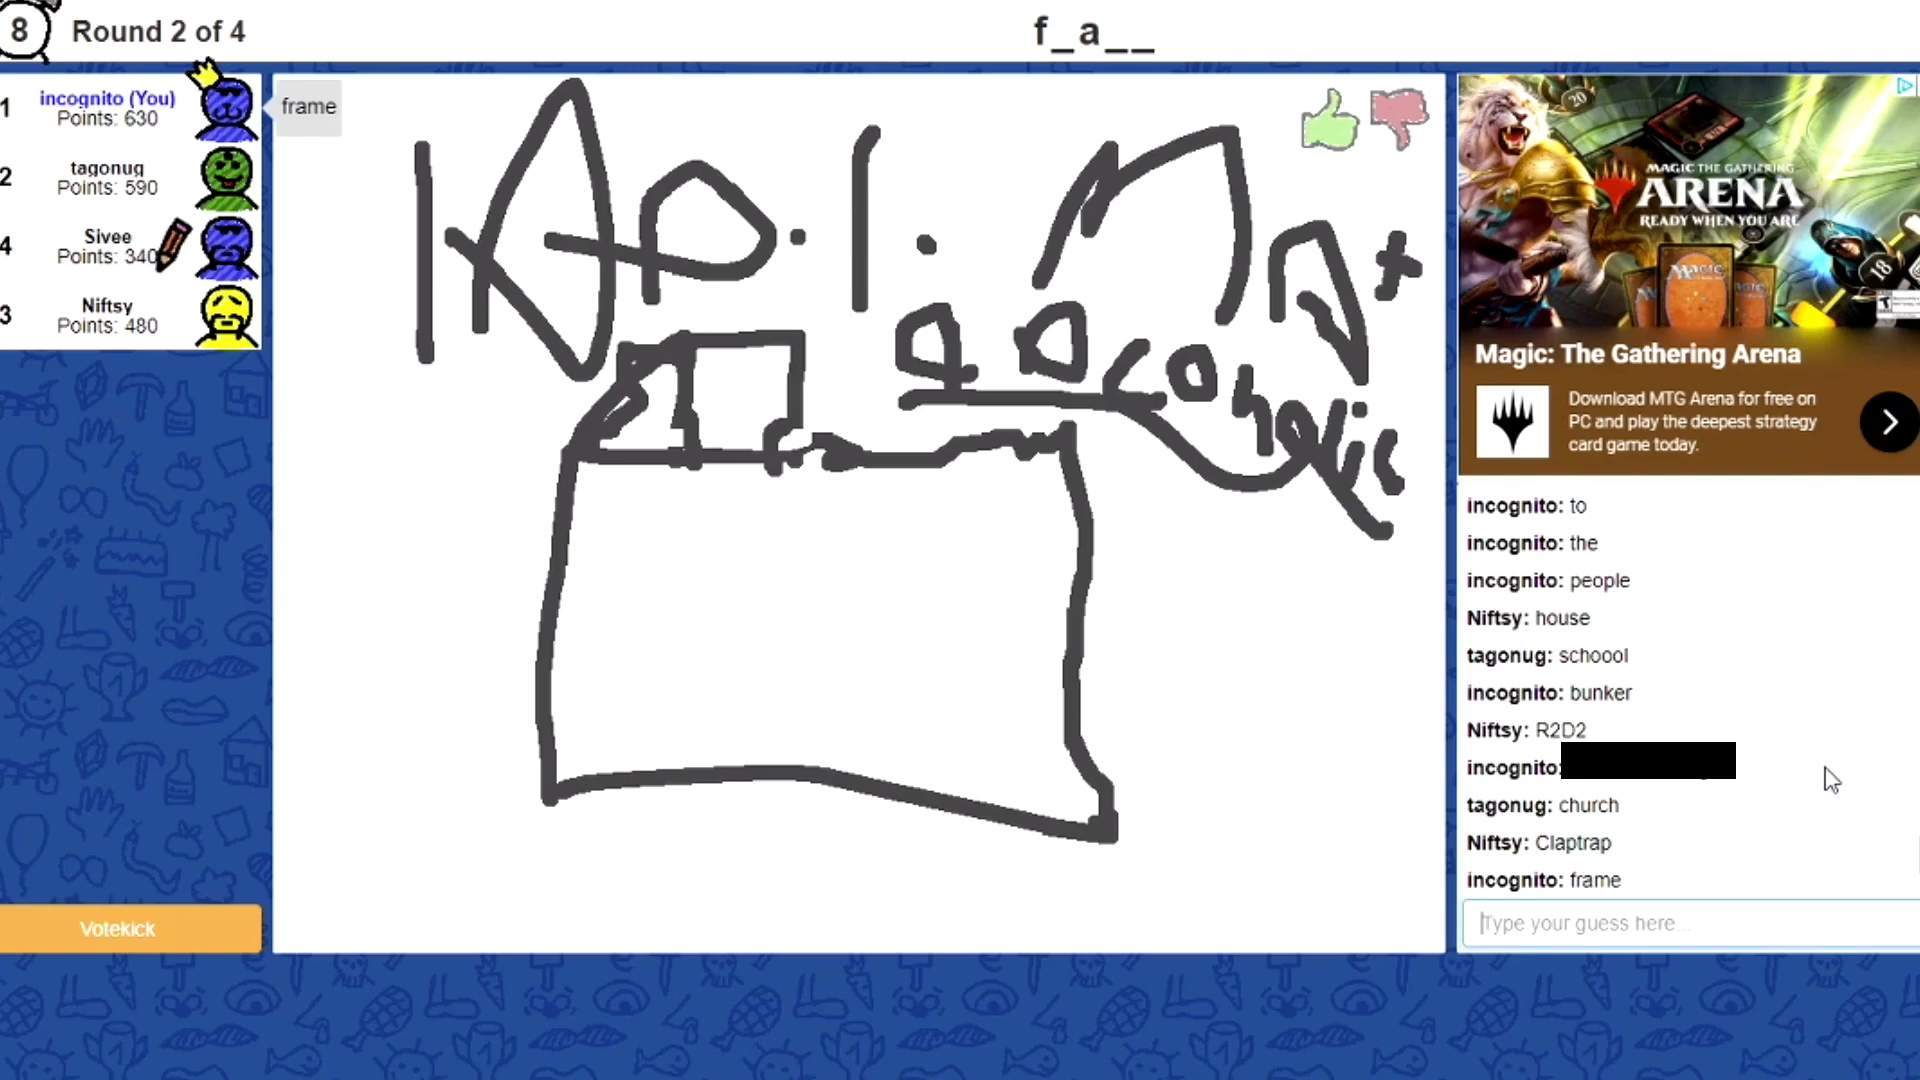 8
Round 2 of 4
f_a__
1
incognito (You)
Points: 630
frame
2
tagonug
Points: 590
4
Sivee
Points: 340
3
Niftsy
Points: 480
Votekick
20
18
MAGIC THE GATHERING
ARENA
READY WHEN YOU ARE
Magic
Magic: The Gathering Arena
Download MTG Arena for free on
PC and play the deepest strategy
card game today.
incognito: to
incognito: the
incognito: people
Niftsy: house
tagonug: schoool
incognito: bunker
Niftsy: R2D2
incognito:
tagonug: church
Niftsy: Claptrap
incognito: frame
Type your guess here...